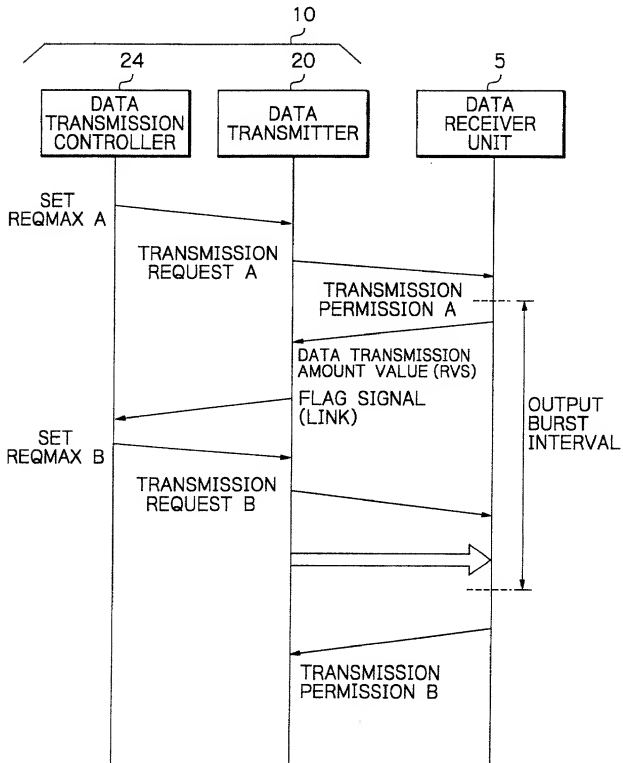 10
24
20
5
DATA
TRANSMISSION
CONTROLLER
DATA
TRANSMITTER
DATA
RECEIVER
UNIT
SET
REQMAX A
TRANSMISSION
REQUEST A
TRANSMISSION
PERMISSION A
DATA TRANSMISSION
AMOUNT VALUE (RVS)
FLAG SIGNAL
(LINK)
OUTPUT
BURST
INTERVAL
SET
REQMAX B
TRANSMISSION
REQUEST B
TRANSMISSION
PERMISSION B